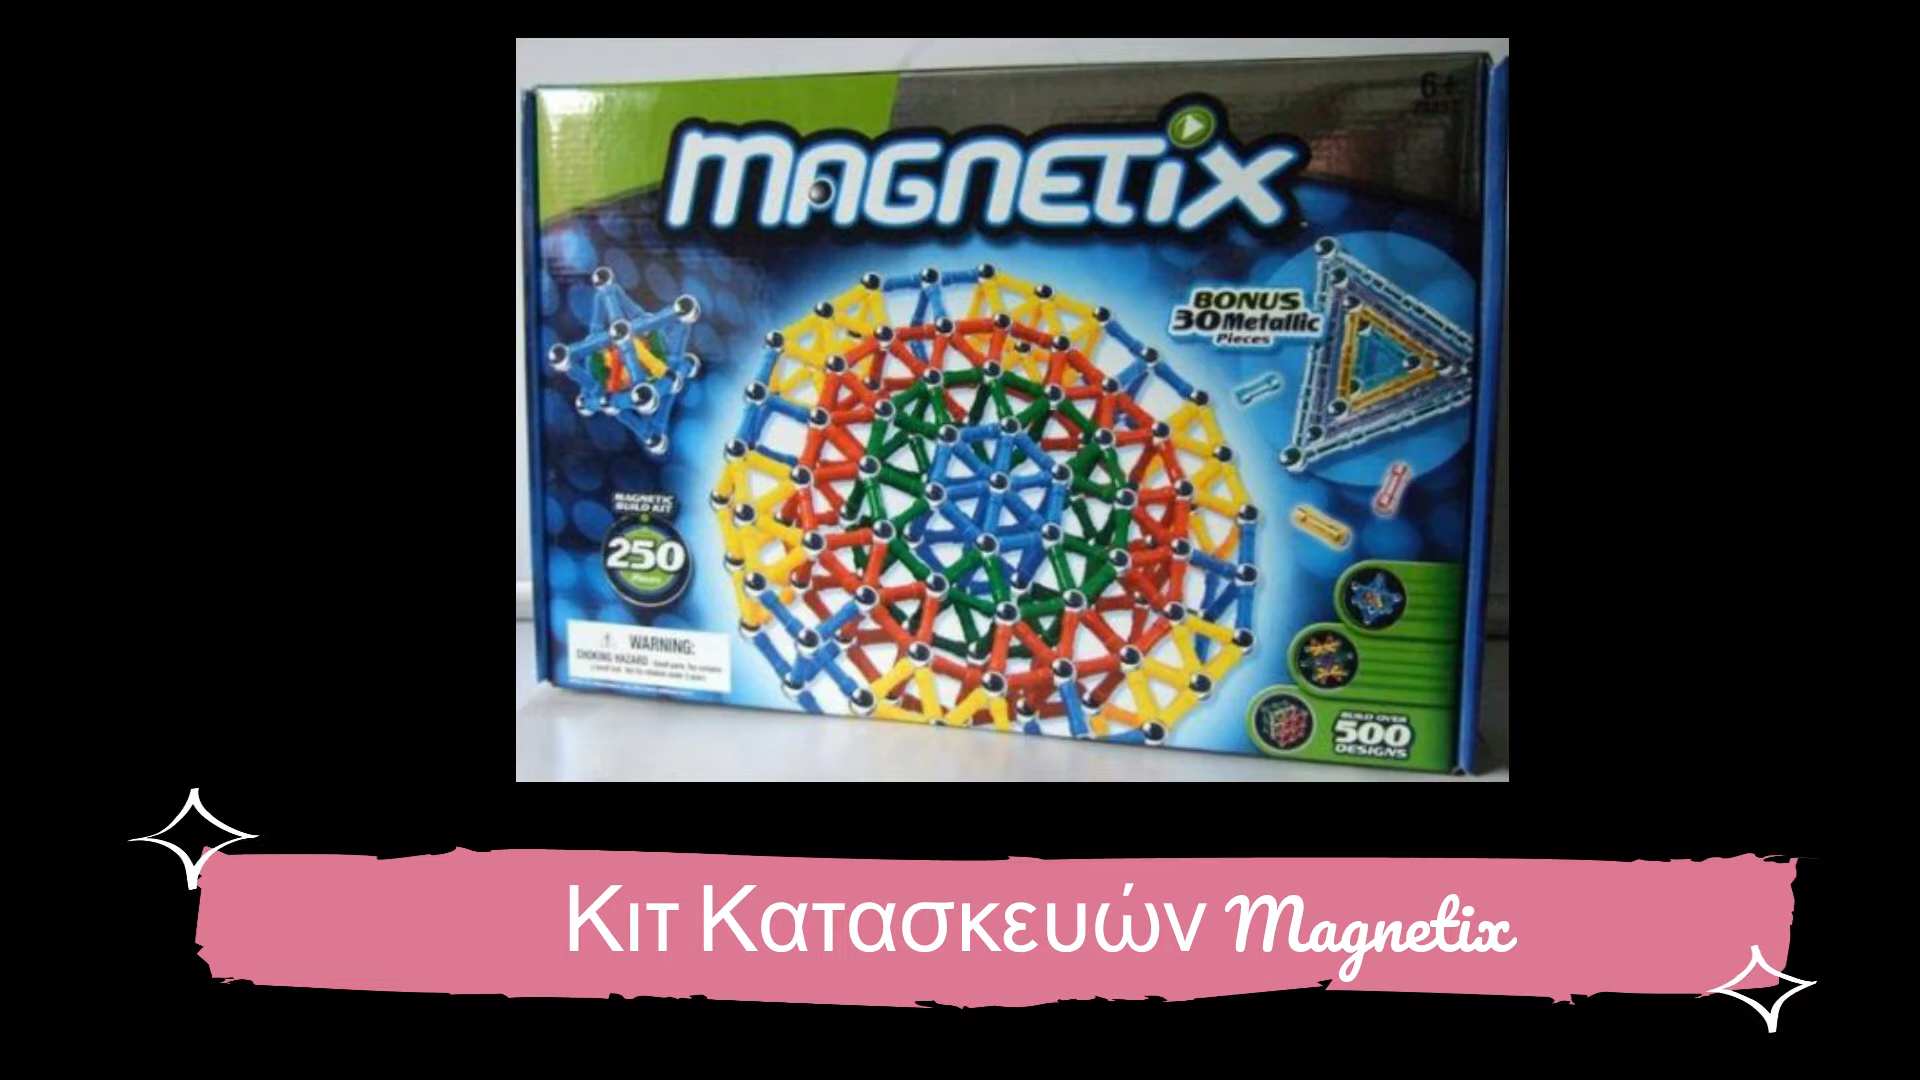 6+
MAGNETIX
BONUS
30 Metallic
Pieces
MAGNETIC
BUILD KIT
250
Pieces
WARNING:
CHOKING HAZARD
BUILD OVER
500
DESIGNS
Κιτ Κατασκευών Magnetix